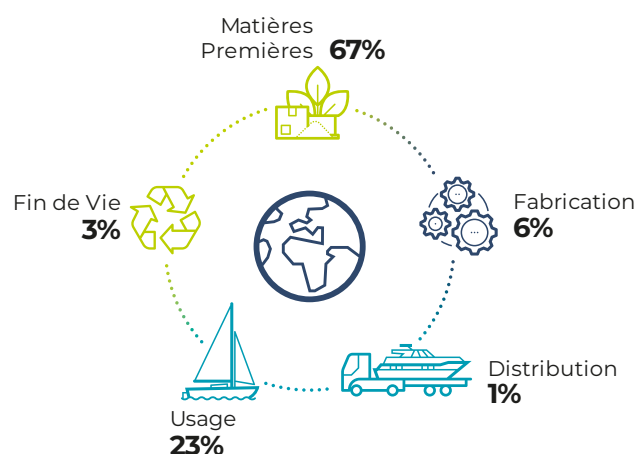 Matières
Premières 67%
Fabrication
6%
Distribution
1%
Usage
23%
Fin de Vie
3%